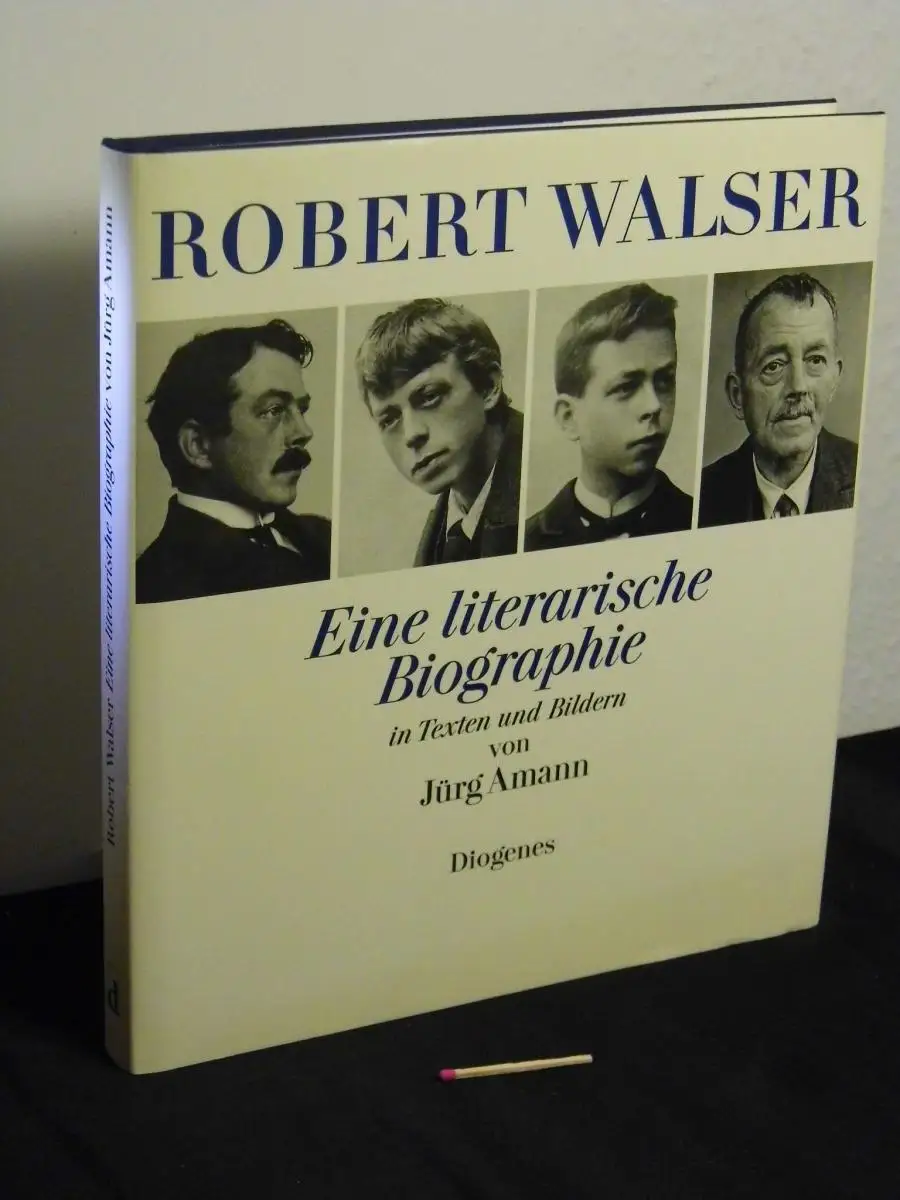 ROBERT WALSER
Eine literarische
Biographie
in Texten und Bildern
von
Jürg Amann
Diogenes
Robert Walser Eine literarische Biographie von Jürg Amann